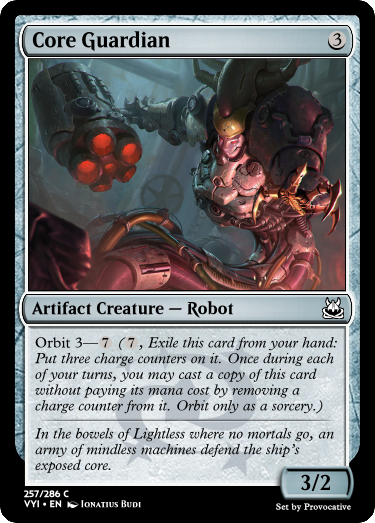 Core Guardian 3
Artifact Creature — Robot
Orbit 3—7 (7, Exile this card from your hand:
Put three charge counters on it. Once during each
of your turns, you may cast a copy of this card
without paying its mana cost by removing a
charge counter from it. Orbit only as a sorcery.)
In the bowels of Lightless where no mortals go, an
army of mindless machines defend the ship's
exposed core.
3/2
257/286 C
VYI • EN Ionatius Budi
Set by Provocative